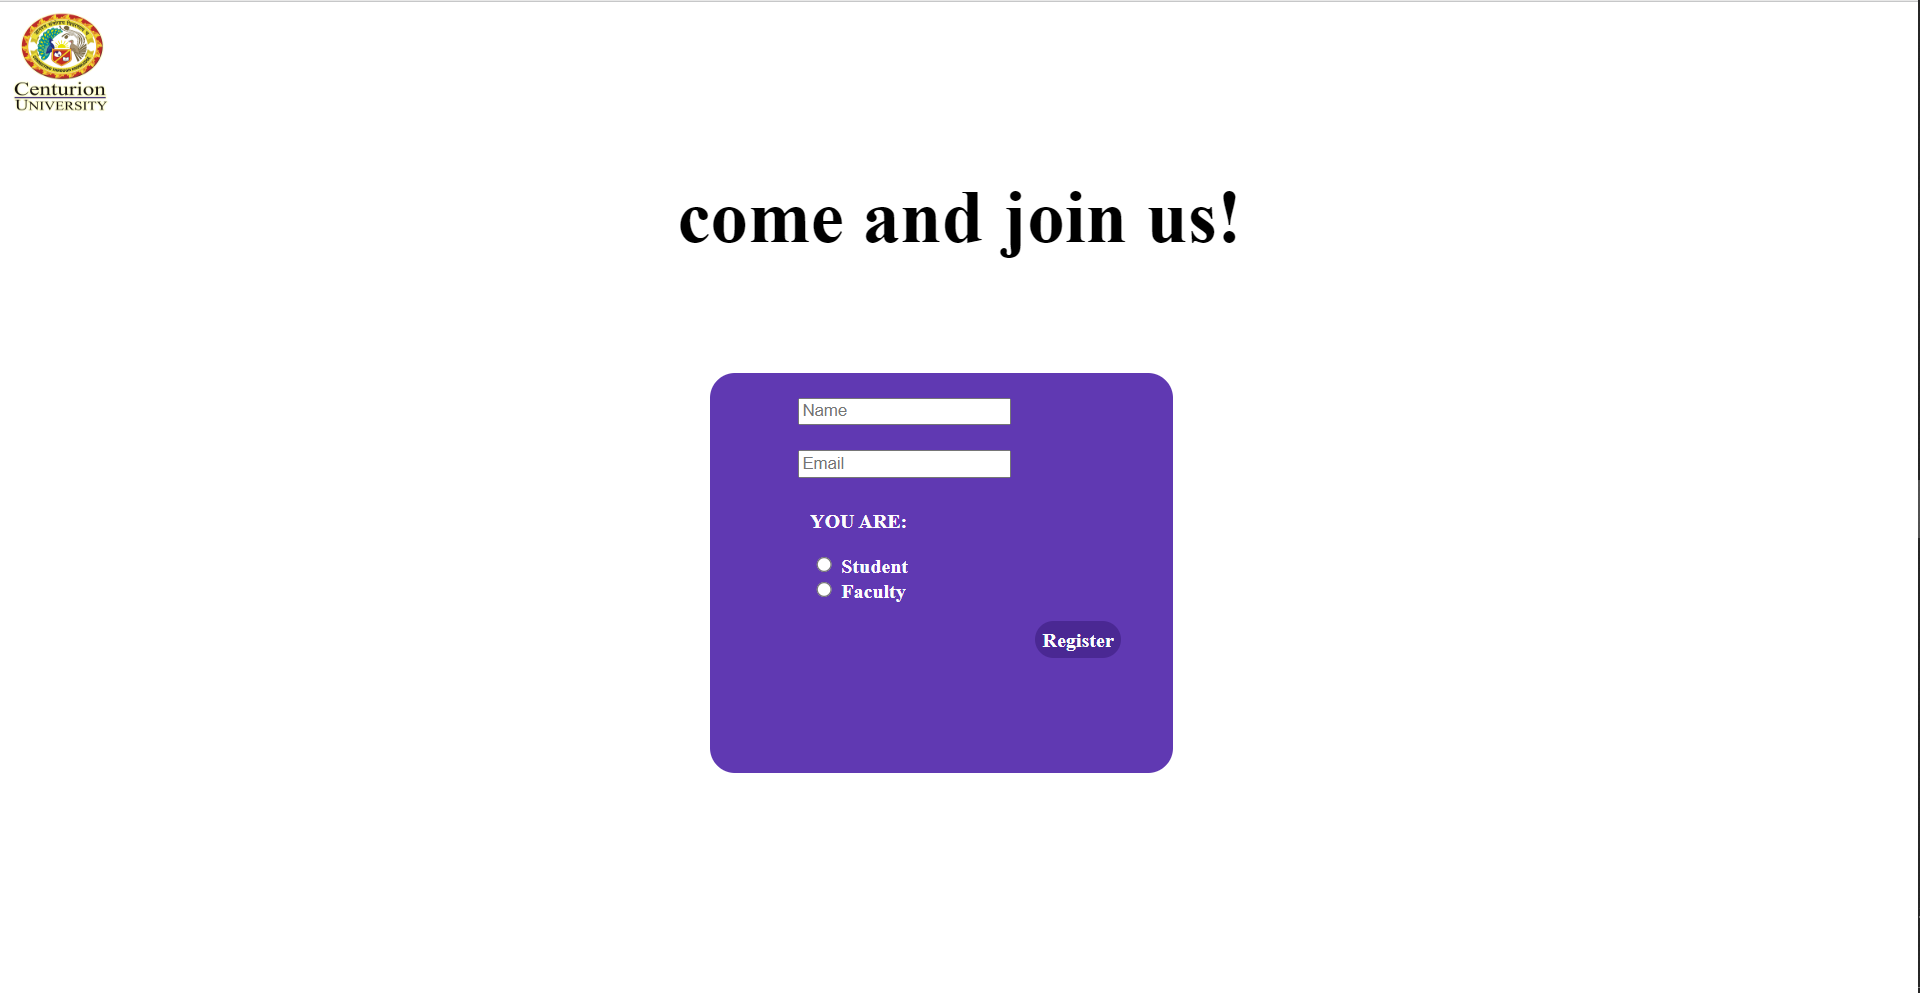 Centurion
UNIVERSITY
come and join us!
Name
Email
YOU ARE:
Student
Faculty
Register